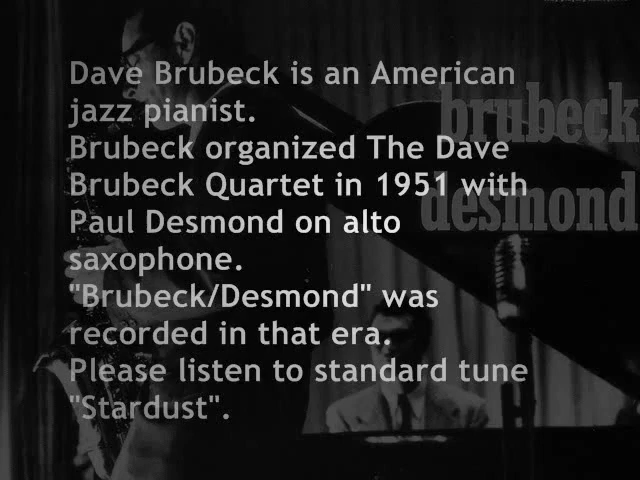 Dave Brubeck is an American
jazz pianist.
Brubeck organized The Dave
Brubeck Quartet in 1951 with
Paul Desmond on alto
saxophone.
"Brubeck/Desmond" was
recorded in that era.
Please listen to standard tune
"Stardust".
brubeck
desmond